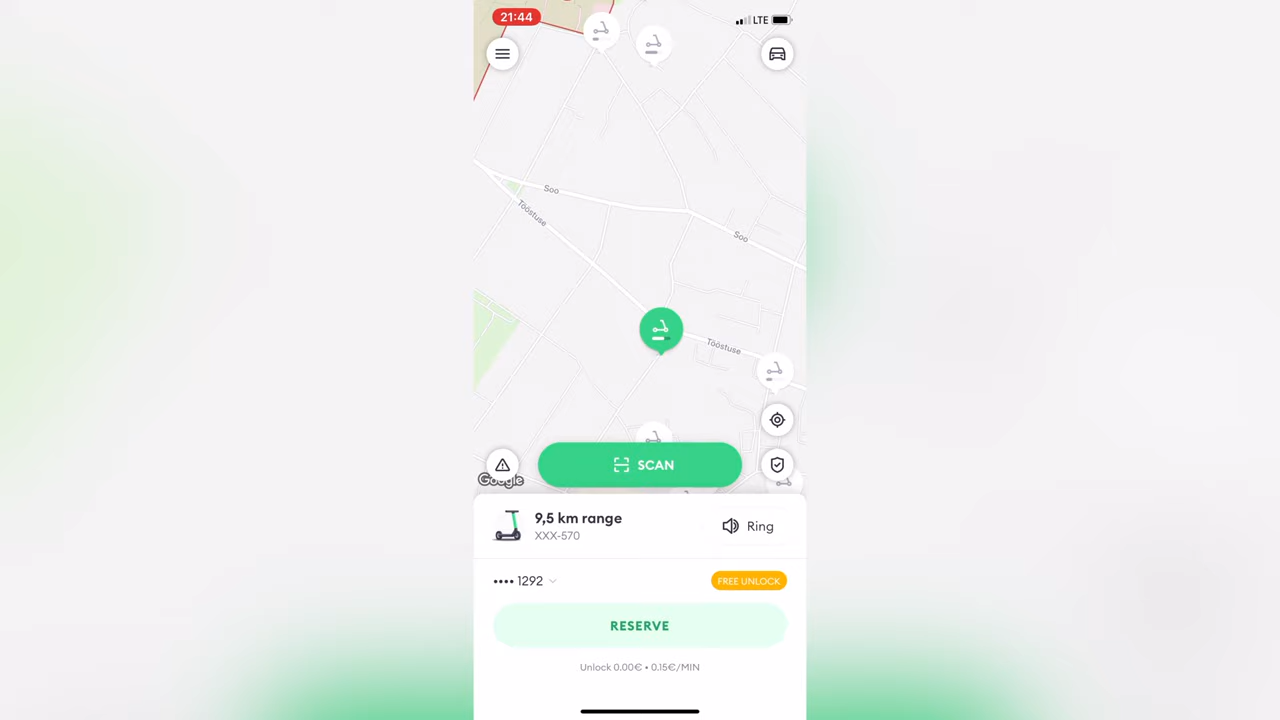 21:44
LTE
Soo
Tööstuse
Soo
Tööstuse
SCAN
Google
9,5 km range
XXX-570
Ring
•••• 1292
FREE UNLOCK
RESERVE
Unlock 0.00€ • 0.15€/MIN